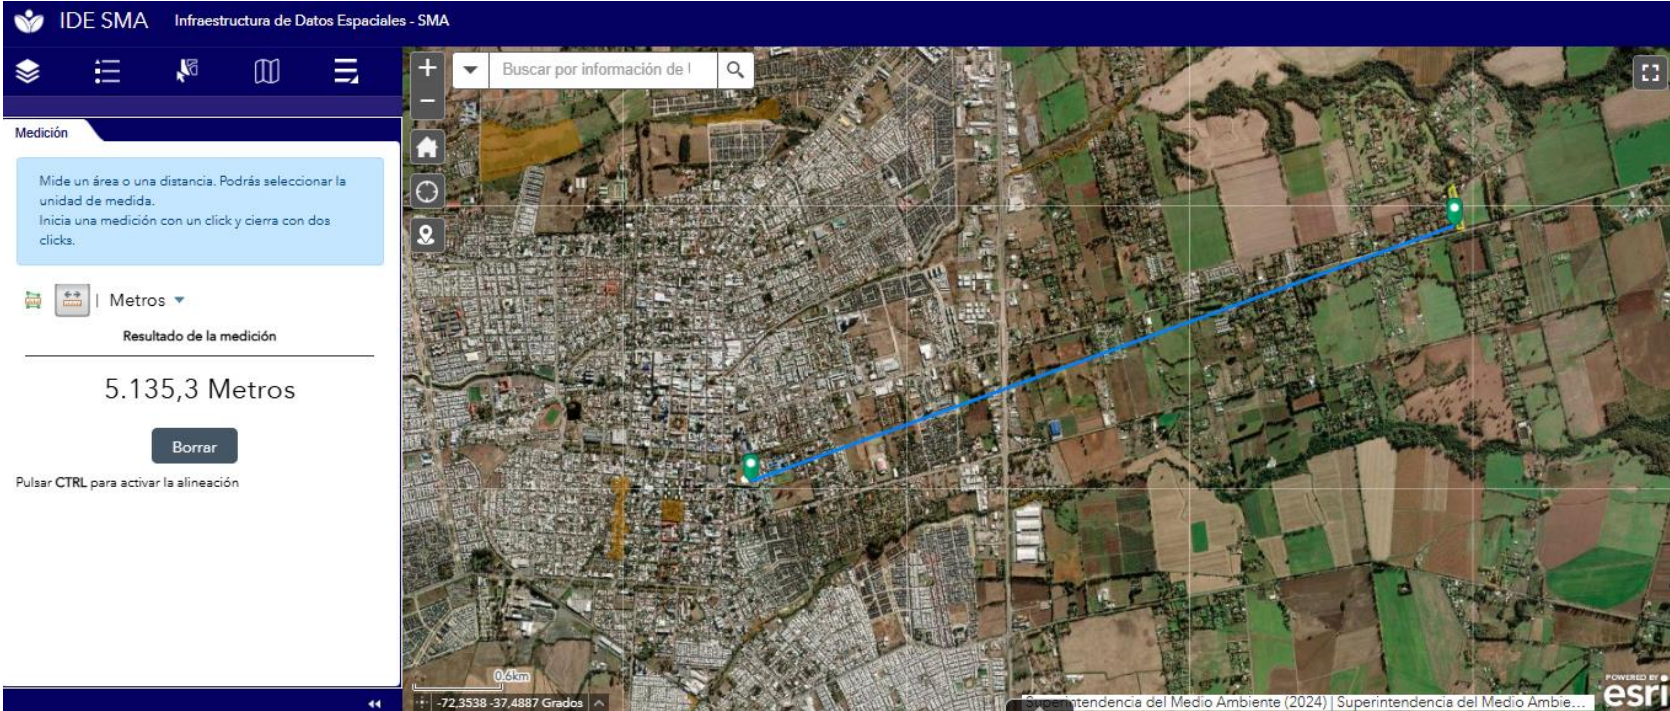 IDE SMA Infraestructura de Datos Espaciales - SMA
Buscar por información de
Medición
Mide un área o una distancia. Podrás seleccionar la
unidad de medida.
Inicia una medición con un click y cierra con dos
clicks.
| Metros
Resultado de la medición
5.135,3 Metros
Borrar
Pulsar CTRL para activar la alineación
0.6km
-72,3538 -37,4887 Grados
Superintendencia del Medio Ambiente (2024) | Superintendencia del Medio Ambie...
POWERED BY
esri